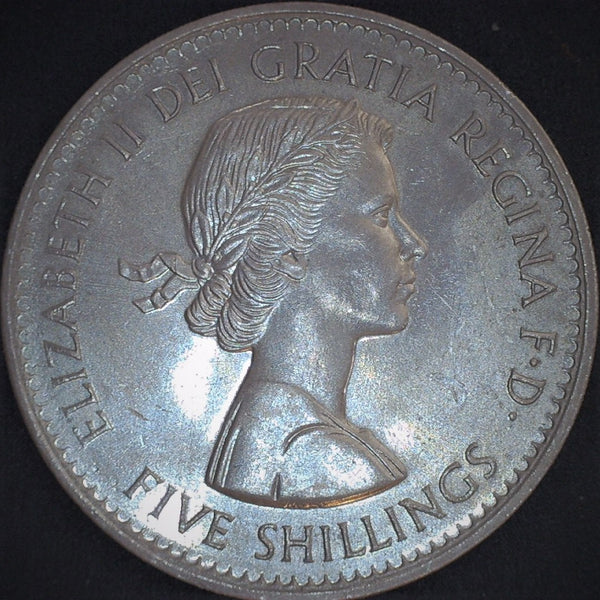 ELIZABETH II DEI GRATIA REGINA F·D·
FIVE SHILLINGS